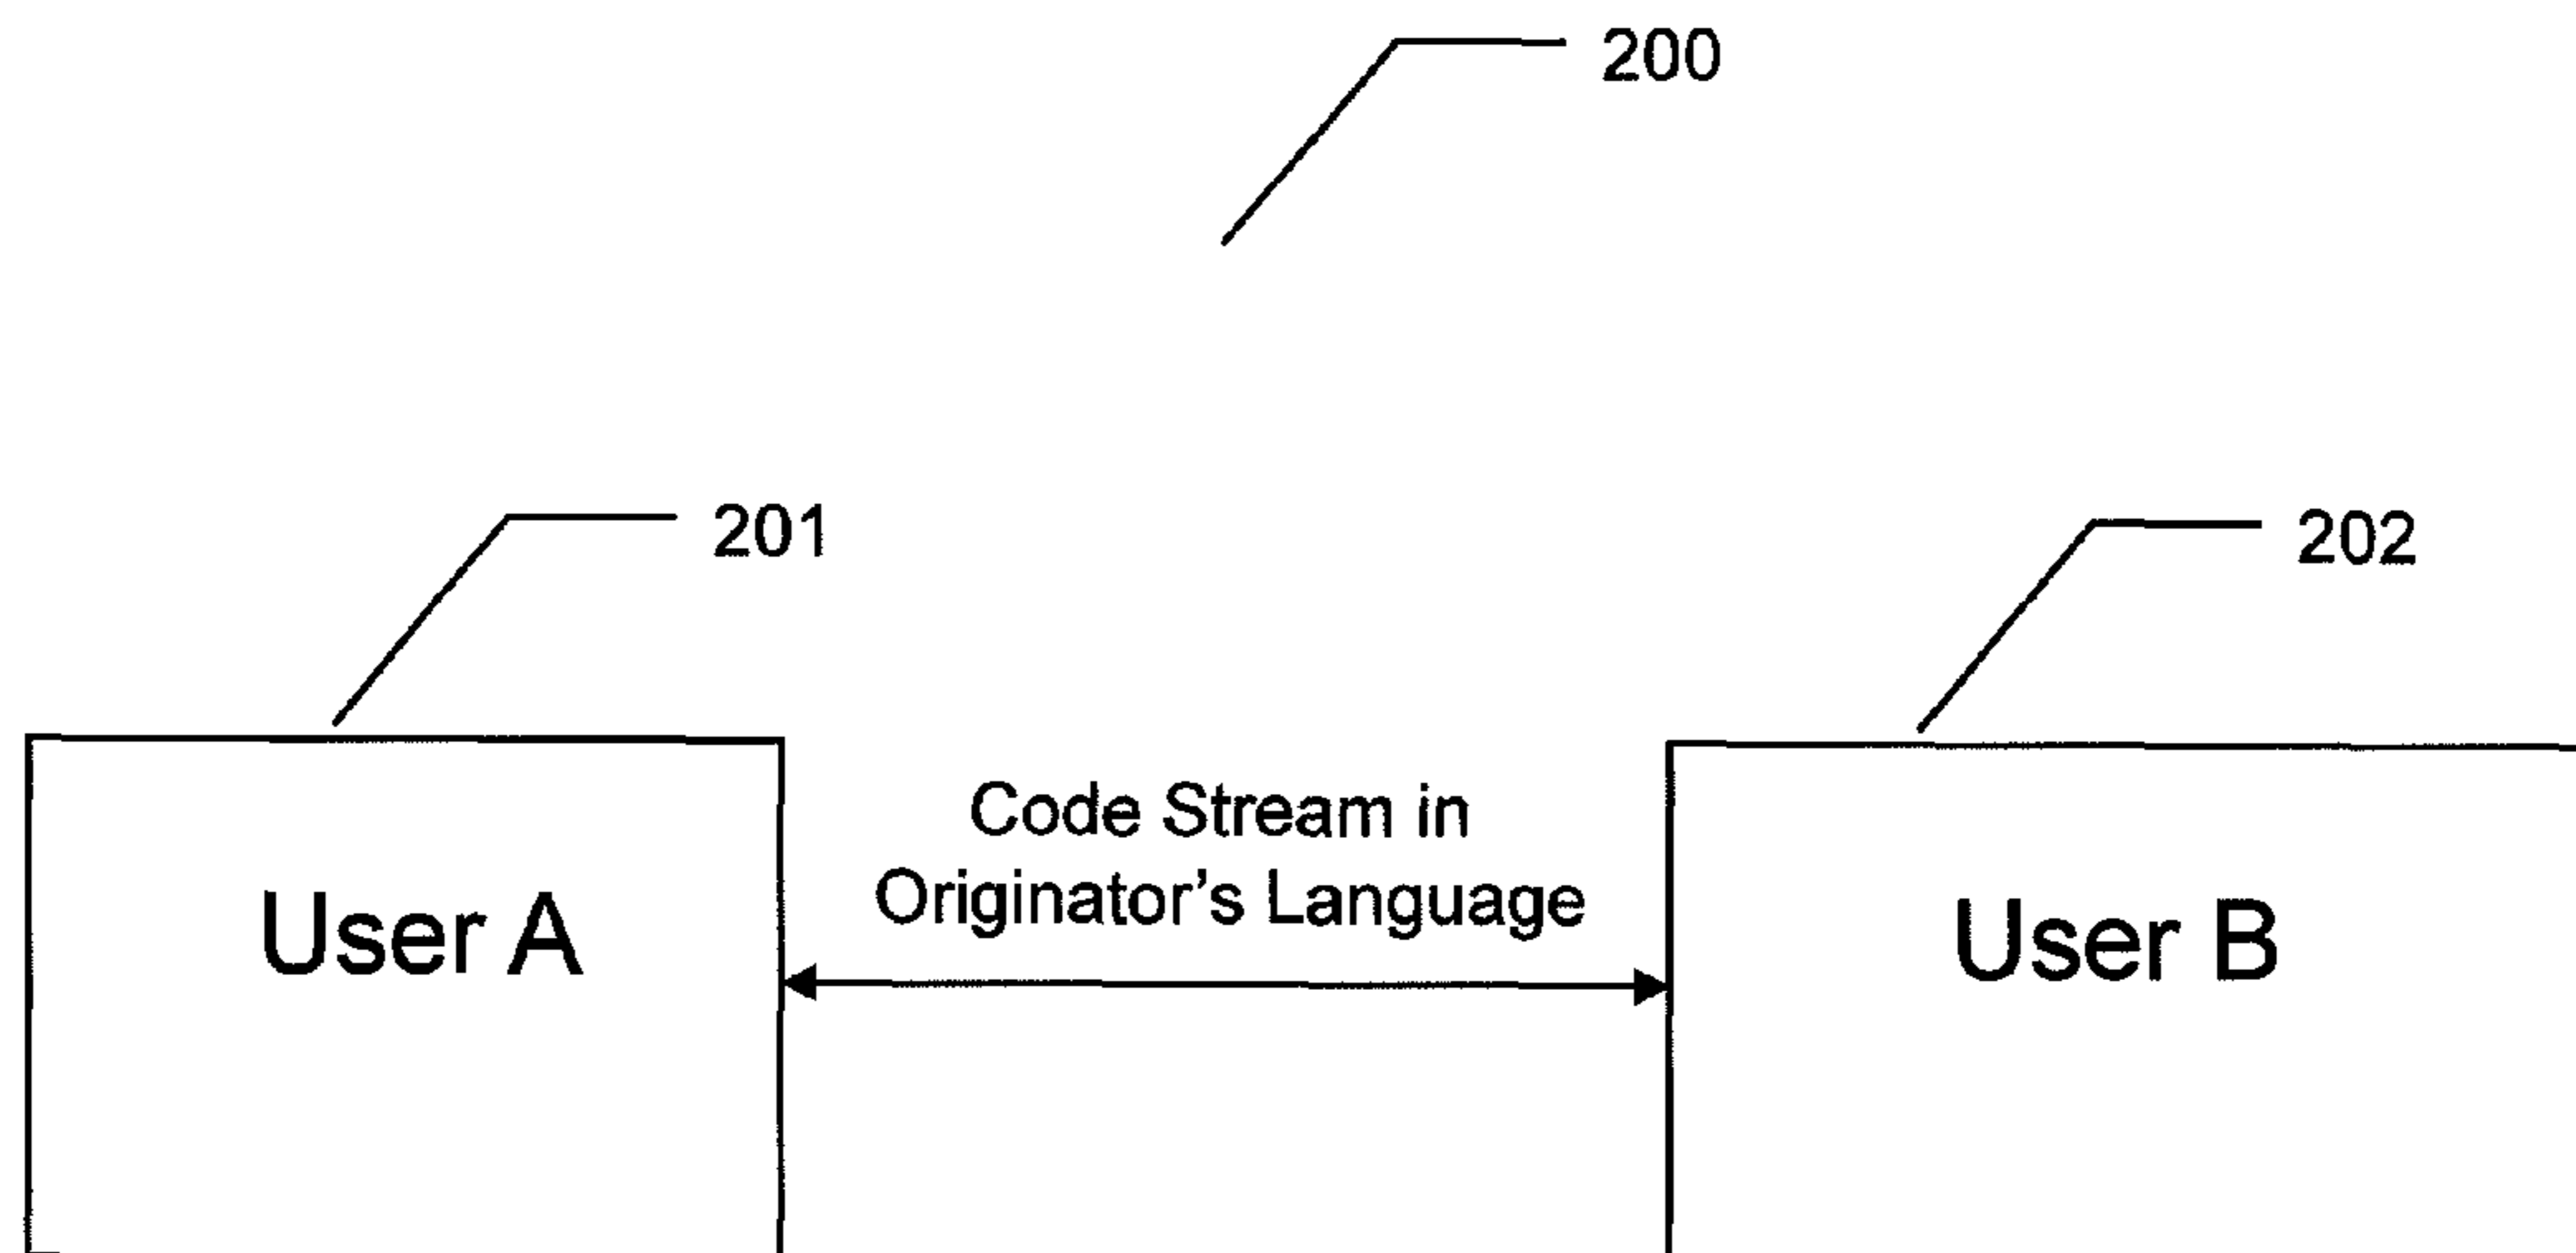 200
201
202
Code Stream in
Originator’s Language
User A
User B